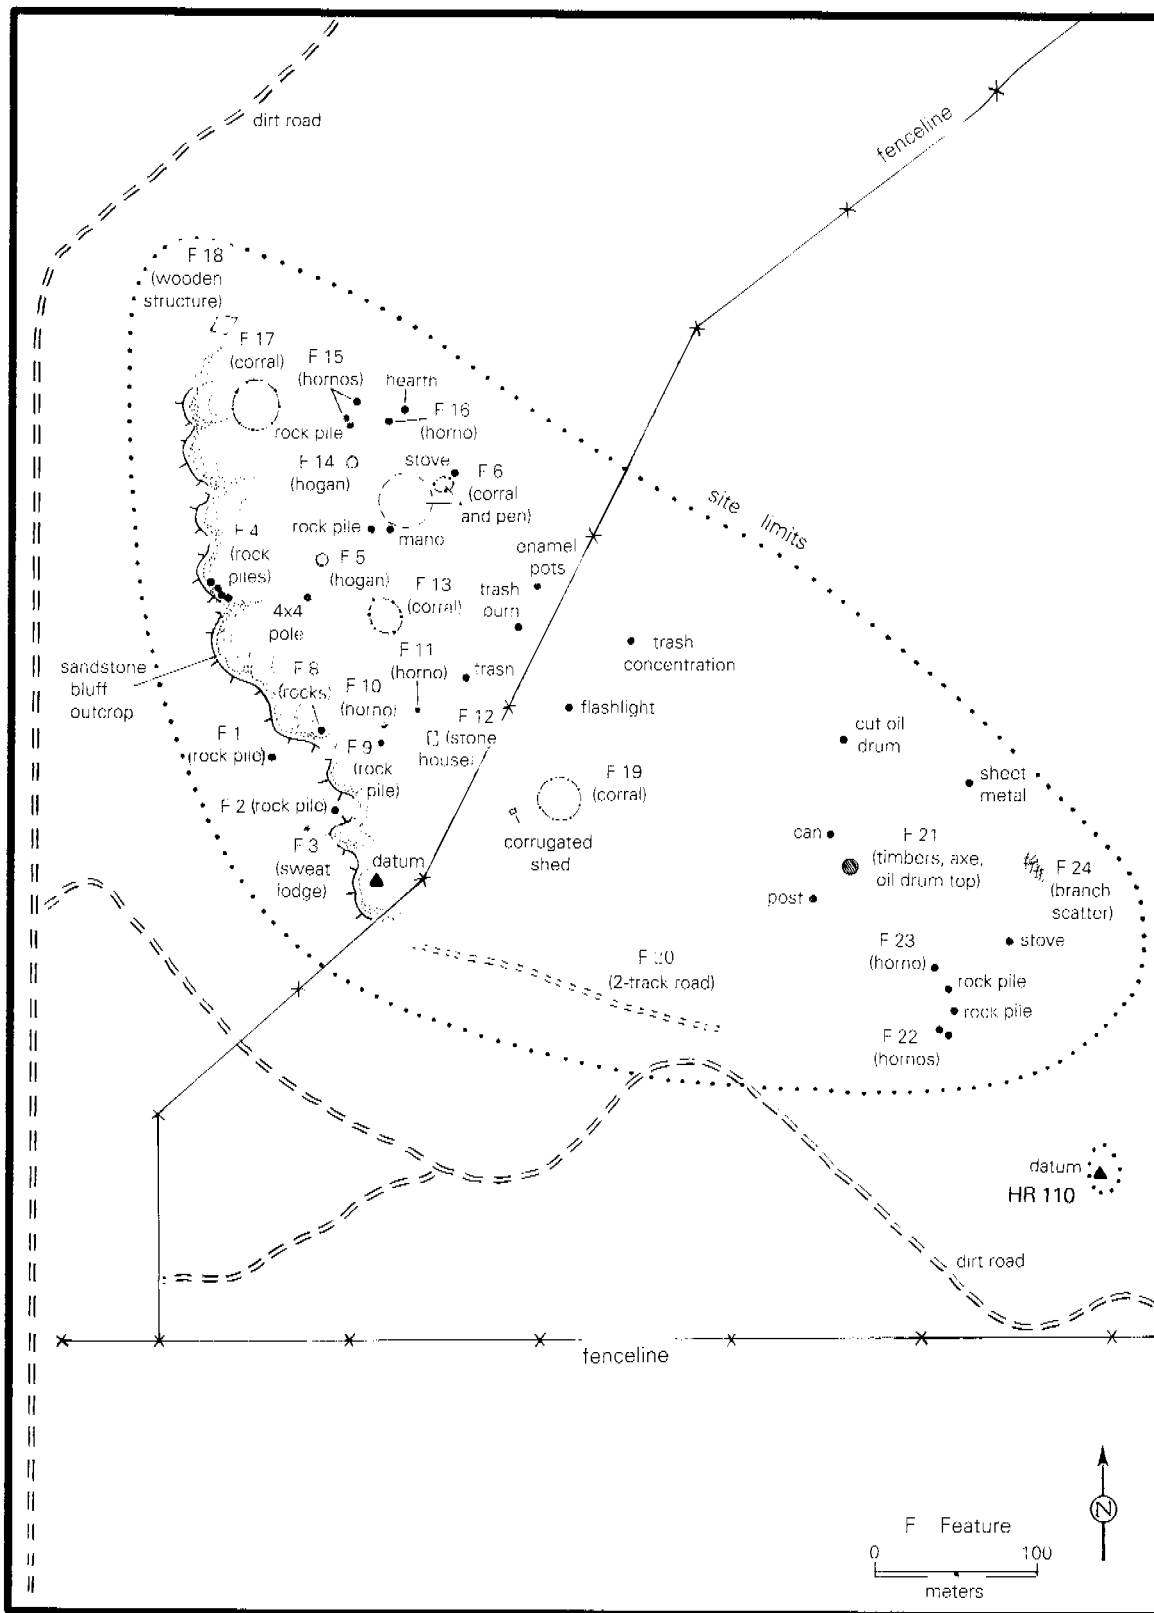 dirt road
fenceline
F 18
(wooden
structure)
F 17
(corral)
F 15
(hornos)
hearth
F 16
(horno)
rock pile
F 14
(hogan)
stove
F 6
(corral
and pen)
site limits
rock pile
mano
F 4
(rock
piles)
F 5
(hogan)
enamel
pots
F 13
(corral)
trash
burn
4x4
pole
trash
concentration
sandstone
bluff
outcrop
F 11
(horno)
trash
F 8
(rocks)
F 10
(horno)
flashlight
F 12
(stone
house)
F 1
(rock pile)
F 9
(rock
pile)
cut oil
drum
F 19
(corral)
sheet
metal
F 2 (rock pile)
can
F 21
(timbers, axe,
oil drum top)
corrugated
shed
F 3
(sweat
lodge)
datum
F 24
(branch
scatter)
post
stove
F 23
(horno)
F 20
(2-track road)
rock pile
rock pile
F 22
(hornos)
datum
HR 110
dirt road
fenceline
N
F Feature
0 100
meters